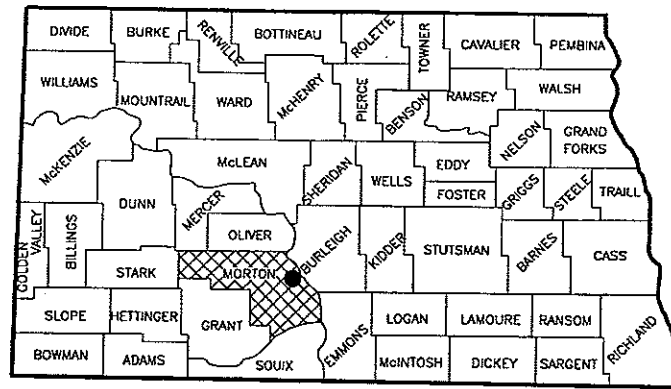 DIVIDE
BURKE
RENVILLE
BOTTINEAU
ROLETTE
TOWNER
CAVALIER
PEMBINA
WILLIAMS
MOUNTRAIL
WARD
McHENRY
PIERCE
BENSON
RAMSEY
WALSH
McKENZIE
McLEAN
SHERIDAN
WELLS
EDDY
FOSTER
NELSON
GRAND
FORKS
GOLDEN
VALLEY
BILLINGS
DUNN
MERCER
OLIVER
BURLEIGH
KIDDER
STUTSMAN
GRIGGS
STEELE
TRAILL
BARNES
CASS
STARK
MORTON
SLOPE
HETTINGER
GRANT
EMMONS
LOGAN
LAMOURE
RANSOM
RICHLAND
BOWMAN
ADAMS
SOUIX
McINTOSH
DICKEY
SARGENT